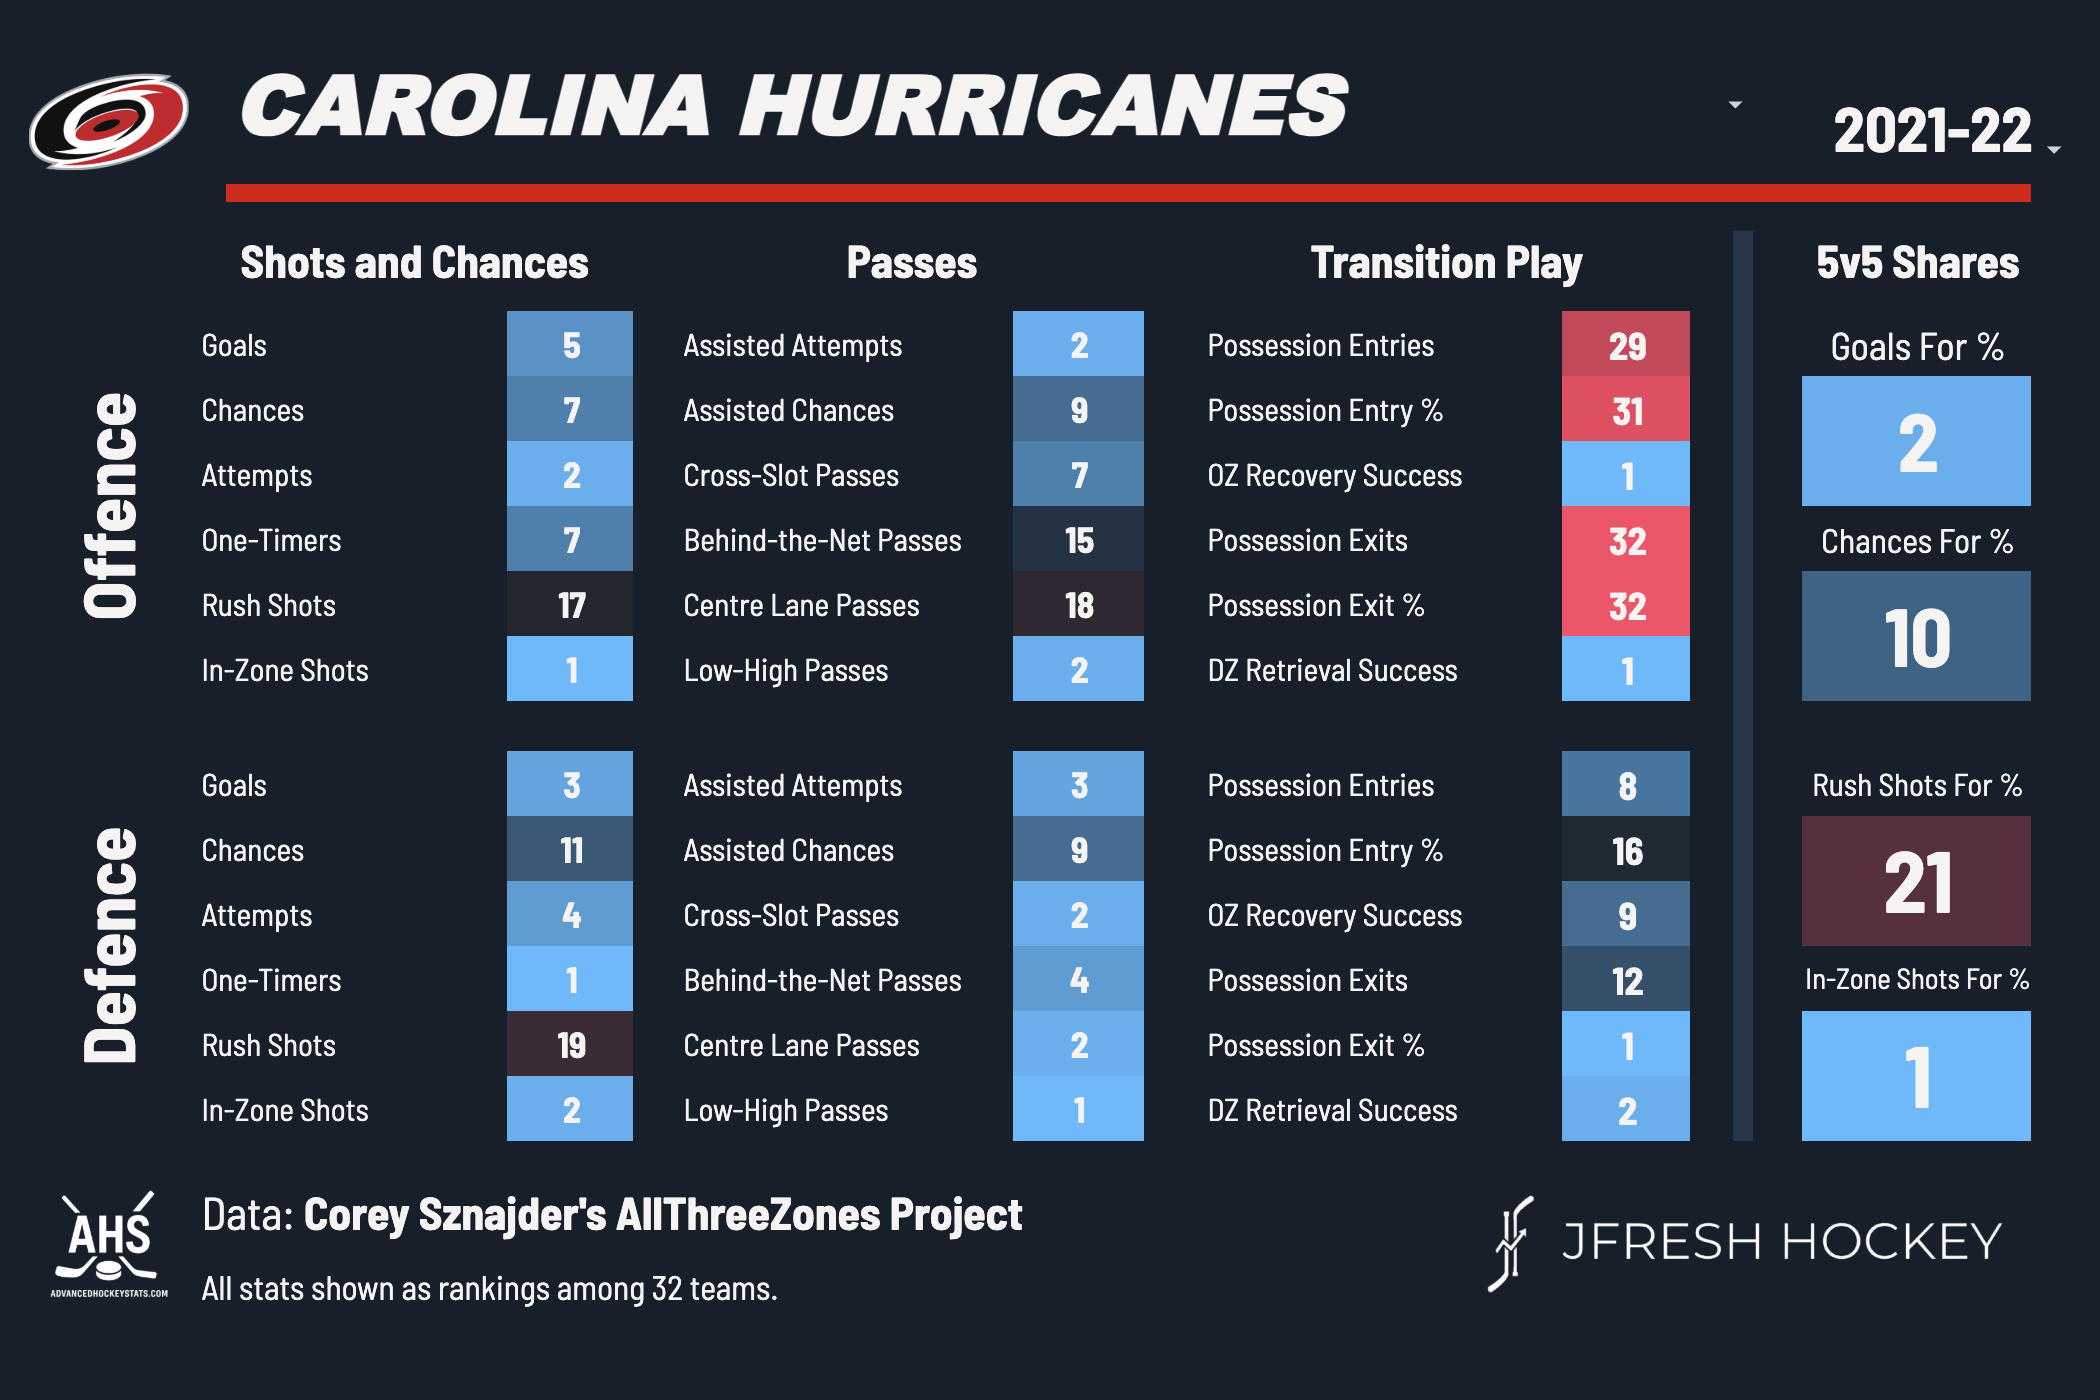 CAROLINA HURRICANES
2021-22
Shots and Chances
Passes
Transition Play
5v5 Shares
Offence
Goals 5
Chances 7
Attempts 2
One-Timers 7
Rush Shots 17
In-Zone Shots 1
Assisted Attempts 2
Assisted Chances 9
Cross-Slot Passes 7
Behind-the-Net Passes 15
Centre Lane Passes 18
Low-High Passes 2
Possession Entries 29
Possession Entry % 31
OZ Recovery Success 1
Possession Exits 32
Possession Exit % 32
DZ Retrieval Success 1
Goals For %
2
Chances For %
10
Defence
Goals 3
Chances 11
Attempts 4
One-Timers 1
Rush Shots 19
In-Zone Shots 2
Assisted Attempts 3
Assisted Chances 9
Cross-Slot Passes 2
Behind-the-Net Passes 4
Centre Lane Passes 2
Low-High Passes 1
Possession Entries 8
Possession Entry % 16
OZ Recovery Success 9
Possession Exits 12
Possession Exit % 1
DZ Retrieval Success 2
Rush Shots For %
21
In-Zone Shots For %
1
AHS
ADVANCEDHOCKEYSTATS.COM
Data: Corey Sznajder's AllThreeZones Project
All stats shown as rankings among 32 teams.
JFRESH HOCKEY